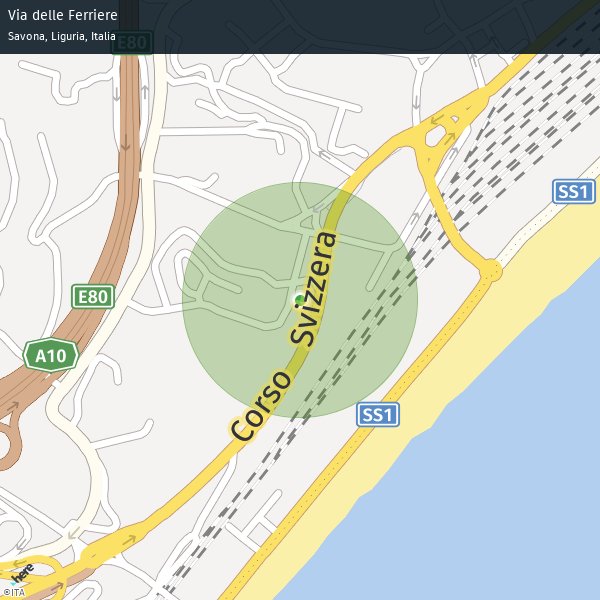 Via delle Ferriere
Savona, Liguria, Italia
E80
SS1
Corso Svizzera
E80
A10
SS1
here
©ITA